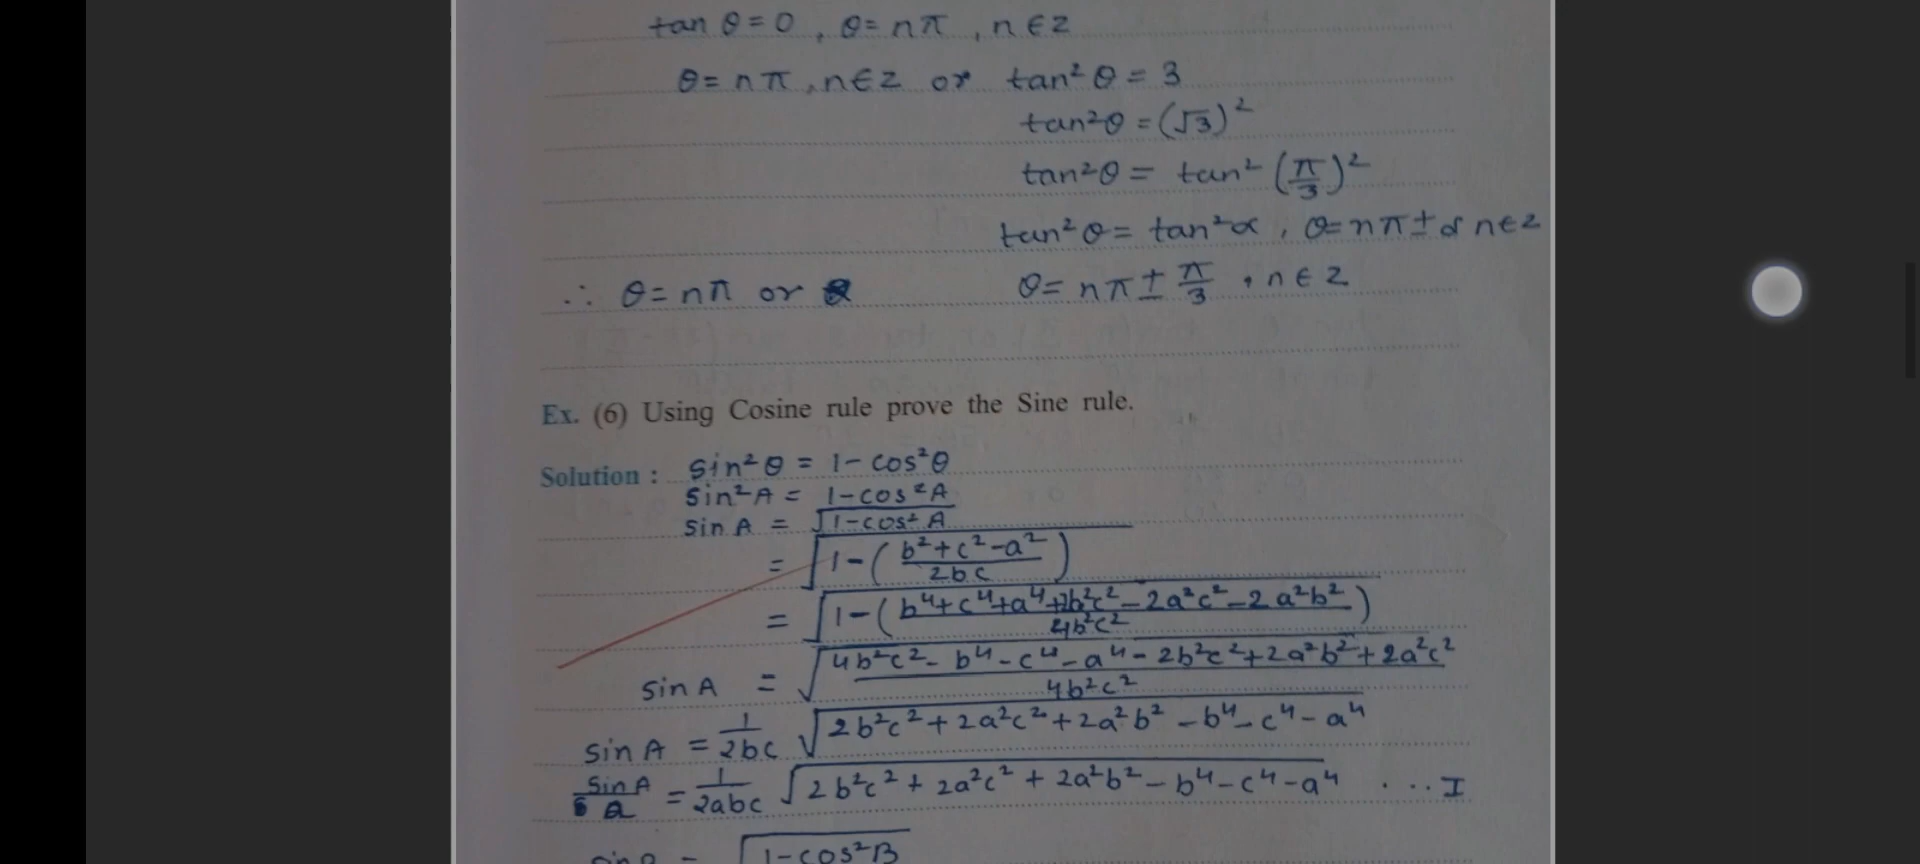 tan θ = 0 , θ = nπ , n ∈ z
θ = nπ , n ∈ z or tan² θ = 3
tan²θ = (√3)²
tan²θ = tan² (π/3)²
tan²θ = tan²α , θ = nπ ± α n ∈ z
∴ θ = nπ or θ = nπ ± π/3 , n ∈ z
Ex. (6) Using Cosine rule prove the Sine rule.
Solution : sin²θ = 1 - cos²θ
sin²A = 1 - cos²A
sin A = √(1 - cos² A)
= √(1 - ((b² + c² - a²)/2bc))
= √(1 - ((b⁴ + c⁴ + a⁴ + 2b²c² - 2a²c² - 2a²b²)/4b²c²))
sin A = √((4b²c² - b⁴ - c⁴ - a⁴ - 2b²c² + 2a²b² + 2a²c²)/4b²c²)
sin A = 1/2bc √(2b²c² + 2a²c² + 2a²b² - b⁴ - c⁴ - a⁴)
sin A/a = 1/2abc √(2b²c² + 2a²c² + 2a²b² - b⁴ - c⁴ - a⁴) ... I
= √(1 - cos²B)